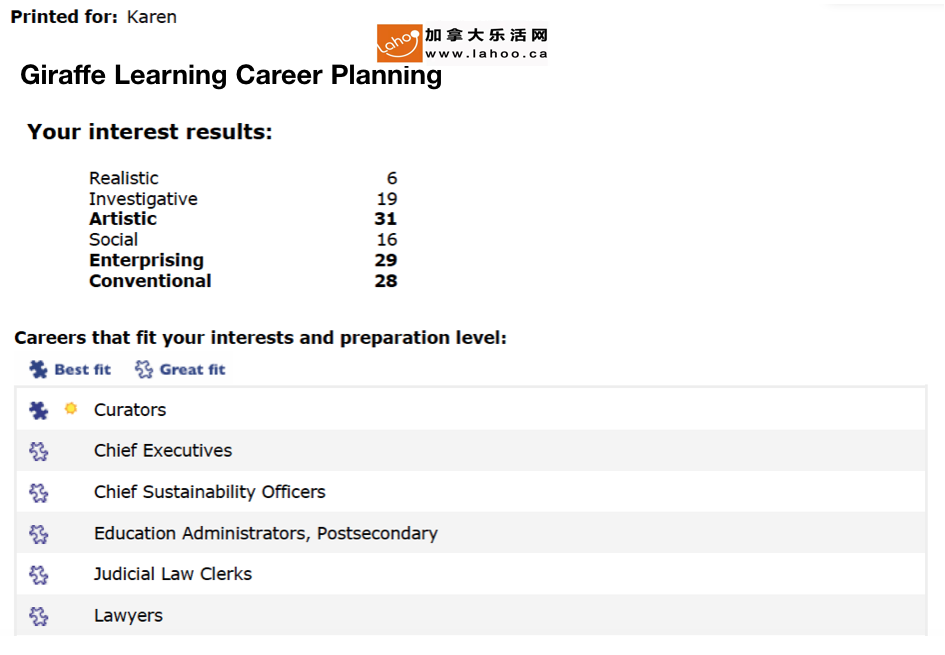 Printed for: Karen
Lahoo
加拿大乐活网
www.lahoo.ca
Giraffe Learning Career Planning
Your interest results:
Realistic 6
Investigative 19
Artistic 31
Social 16
Enterprising 29
Conventional 28
Careers that fit your interests and preparation level:
Best fit Great fit
Curators
Chief Executives
Chief Sustainability Officers
Education Administrators, Postsecondary
Judicial Law Clerks
Lawyers